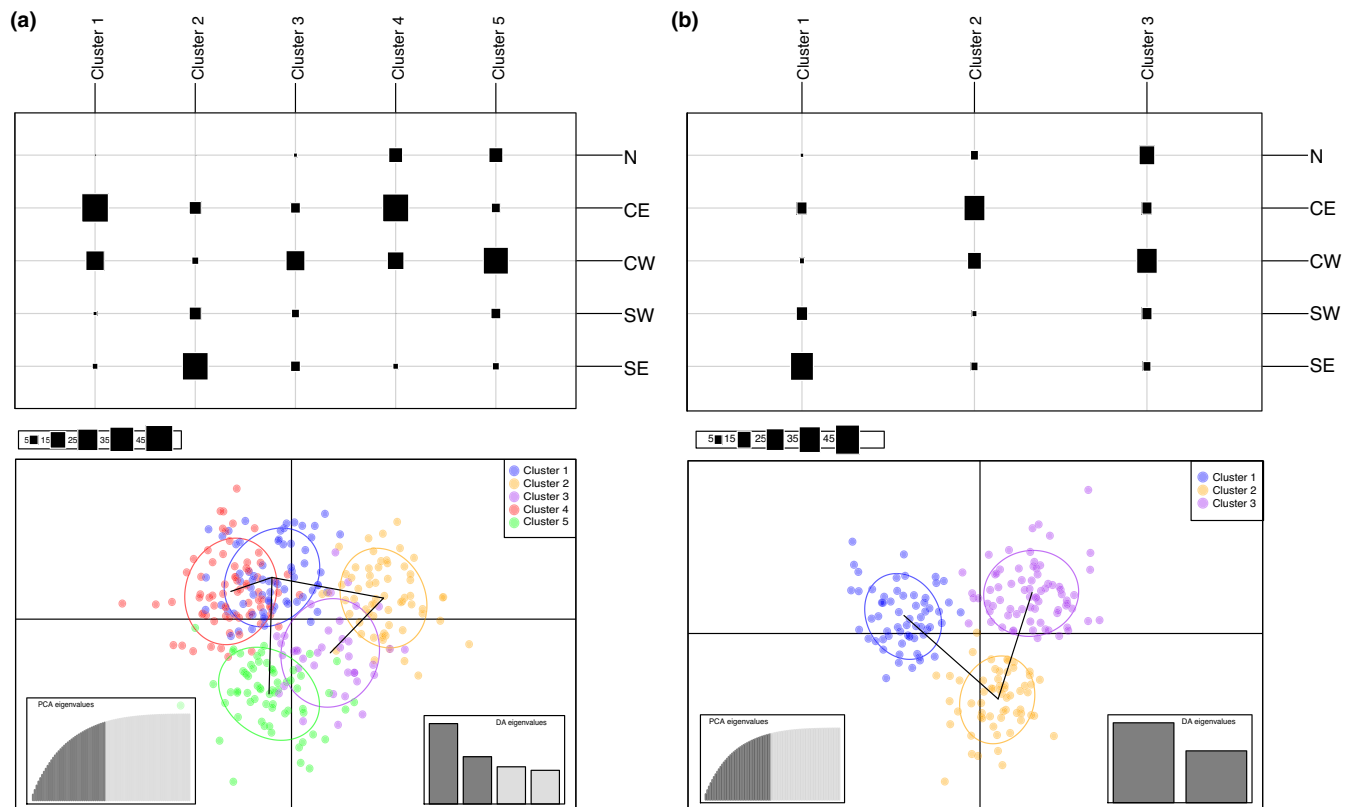 (a)
Cluster 1
Cluster 2
Cluster 3
Cluster 4
Cluster 5
N
CE
CW
SW
SE
5 15 25 35 45
Cluster 1
Cluster 2
Cluster 3
Cluster 4
Cluster 5
PCA eigenvalues
DA eigenvalues
(b)
Cluster 1
Cluster 2
Cluster 3
N
CE
CW
SW
SE
5 15 25 35 45
Cluster 1
Cluster 2
Cluster 3
PCA eigenvalues
DA eigenvalues